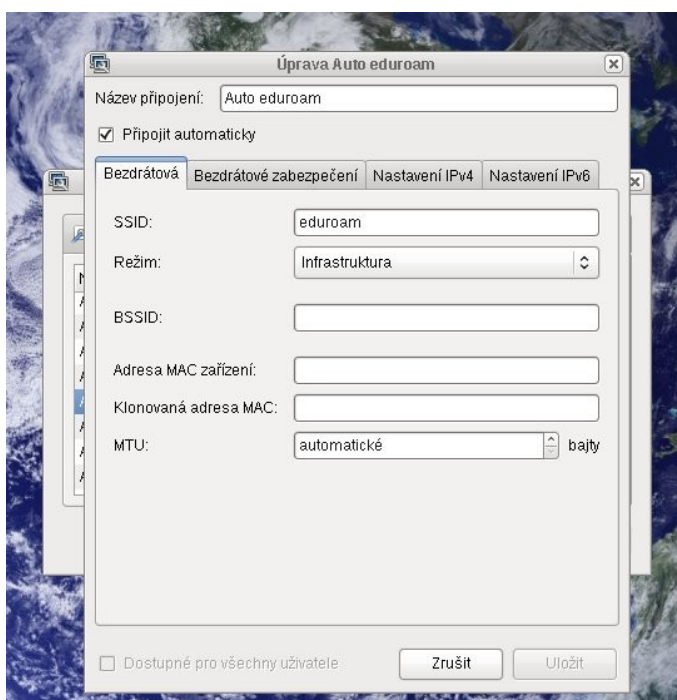 Úprava Auto eduroam
Název připojení: Auto eduroam
Připojit automaticky
Bezdrátová Bezdrátové zabezpečení Nastavení IPv4 Nastavení IPv6
SSID: eduroam
Režim: Infrastruktura
BSSID:
Adresa MAC zařízení:
Klonovaná adresa MAC:
MTU: automatické bajty
Dostupné pro všechny uživatele Zrušit Uložit